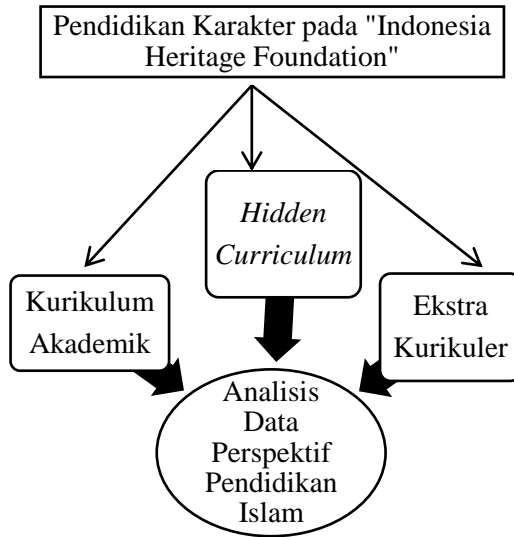 Pendidikan Karakter pada "Indonesia
Heritage Foundation"
Hidden
Curriculum
Kurikulum
Akademik
Ekstra
Kurikuler
Analisis
Data
Perspektif
Pendidikan
Islam